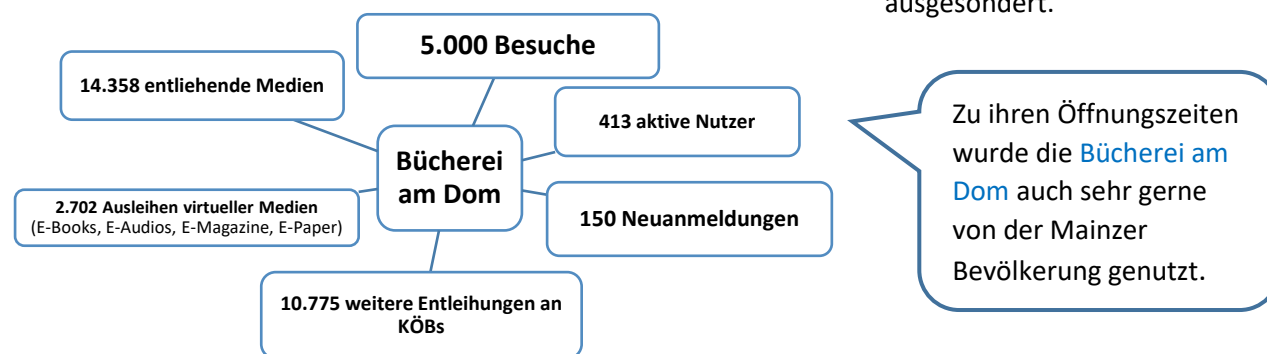 ausgesondert.
5.000 Besuche
14.358 entliehende Medien
413 aktive Nutzer
Bücherei
am Dom
2.702 Ausleihen virtueller Medien
(E-Books, E-Audios, E-Magazine, E-Paper)
150 Neuanmeldungen
10.775 weitere Entleihungen an
KÖBs
Zu ihren Öffnungszeiten
wurde die Bücherei am
Dom auch sehr gerne
von der Mainzer
Bevölkerung genutzt.